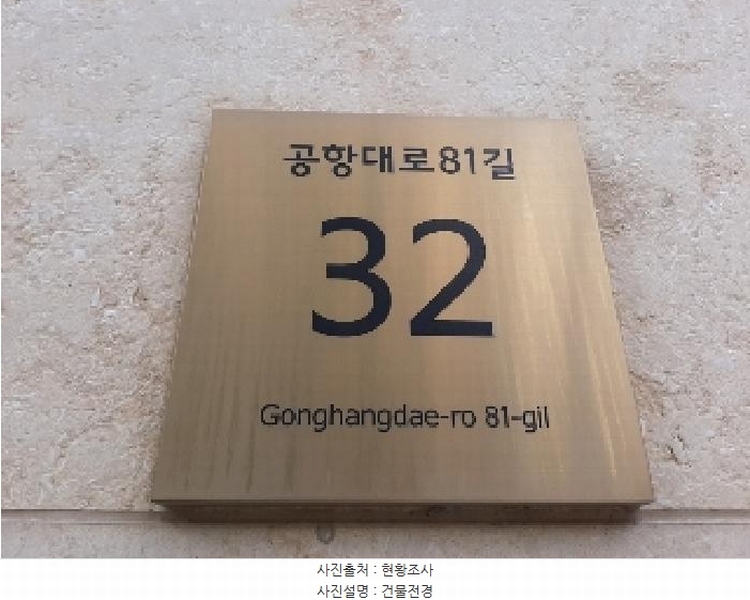 공항대로81길
32
Gonghangdae-ro 81-gil
사진출처 : 현황조사
사진설명 : 건물전경